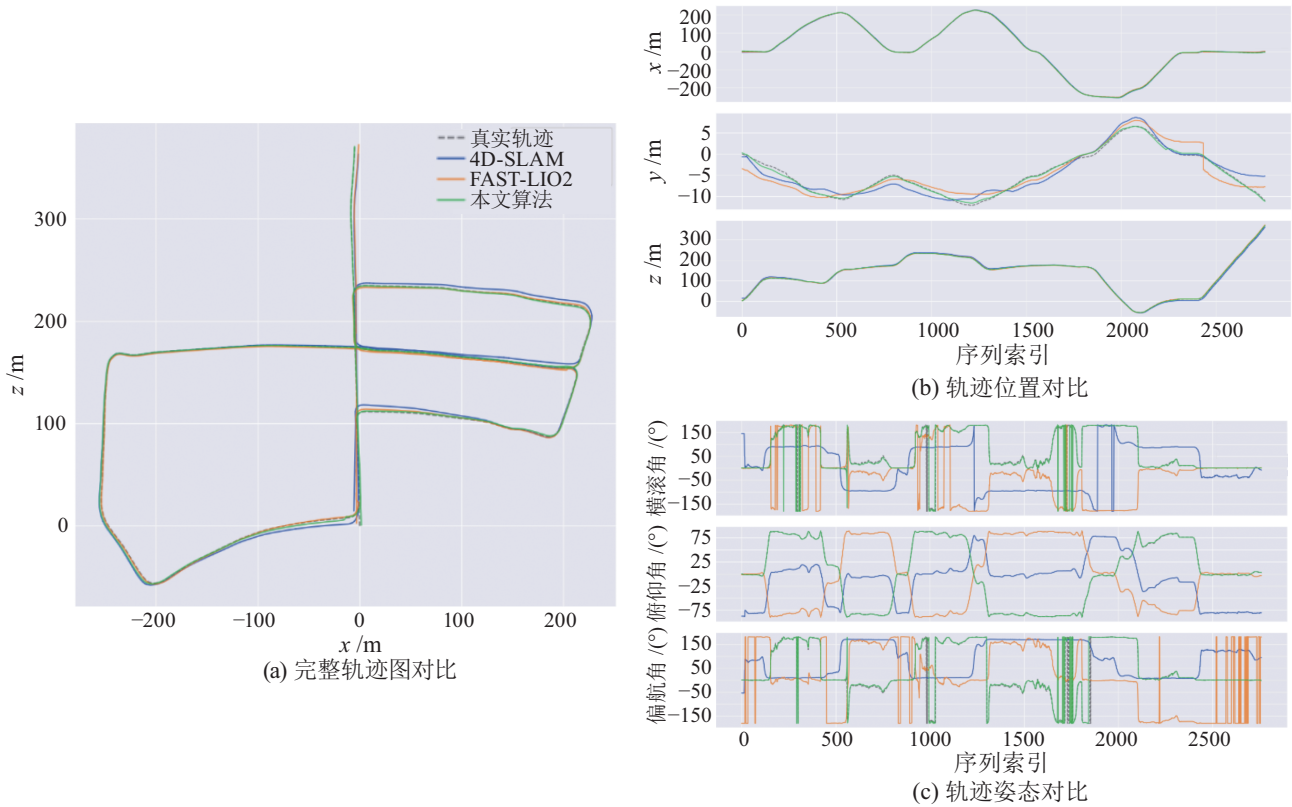 真实轨迹
4D-SLAM
FAST-LIO2
本文算法
z /m
300
200
100
0
−200
−100
0
100
200
x /m
(a) 完整轨迹图对比
x /m
200
100
0
−200
−200
y /m
5
0
−5
−10
z /m
300
200
100
0
0
500
1000
1500
2000
2500
序列索引
(b) 轨迹位置对比
横滚角 /(°)
150
50
−50
−150
俯仰角 /(°)
75
25
−25
−75
偏航角 /(°)
150
50
−50
−150
0
500
1000
1500
2000
2500
序列索引
(c) 轨迹姿态对比